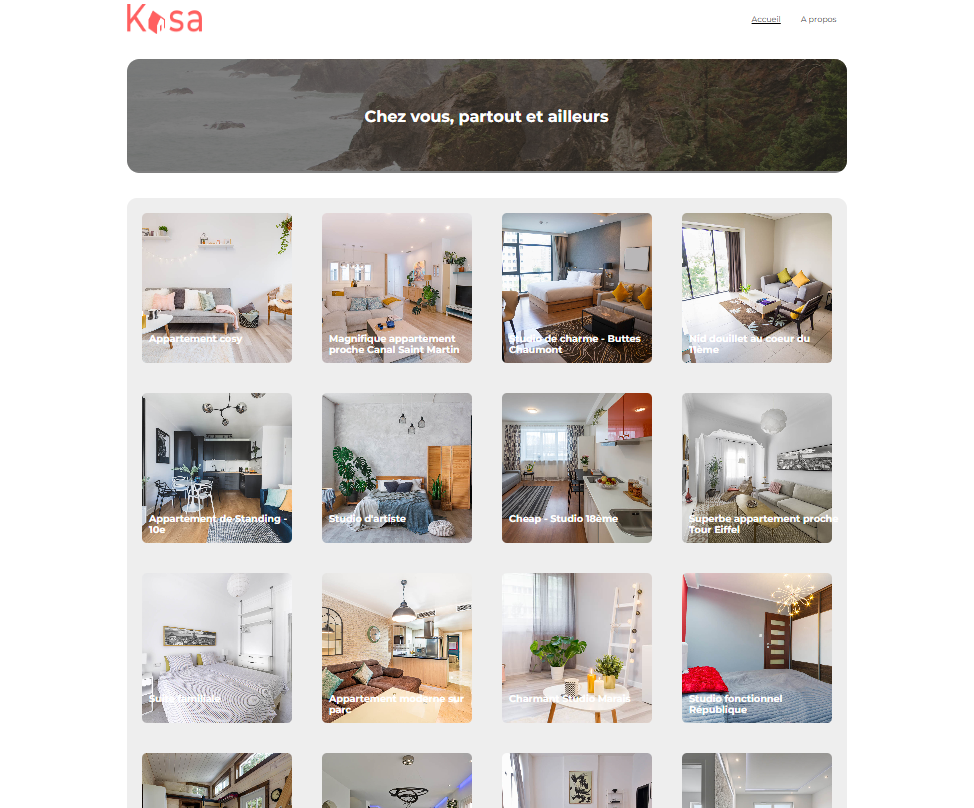 Kasa
Accueil
A propos
Chez vous, partout et ailleurs
Appartement cosy
Magnifique appartement
proche Canal Saint Martin
Studio de charme - Buttes
Chaumont
Nid douillet au coeur du
11ème
Appartement de Standing -
10e
Studio d'artiste
Cheap - Studio 18ème
Superbe appartement proche
Tour Eiffel
Suite familiale
Appartement moderne sur
parc
Charmant Studio Marais
Studio fonctionnel
République